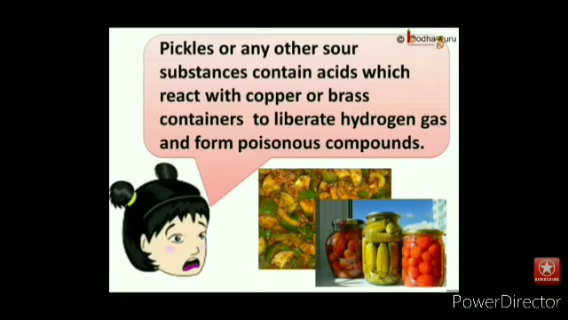 Pickles or any other sour
substances contain acids which
react with copper or brass
containers to liberate hydrogen gas
and form poisonous compounds.
PowerDirector